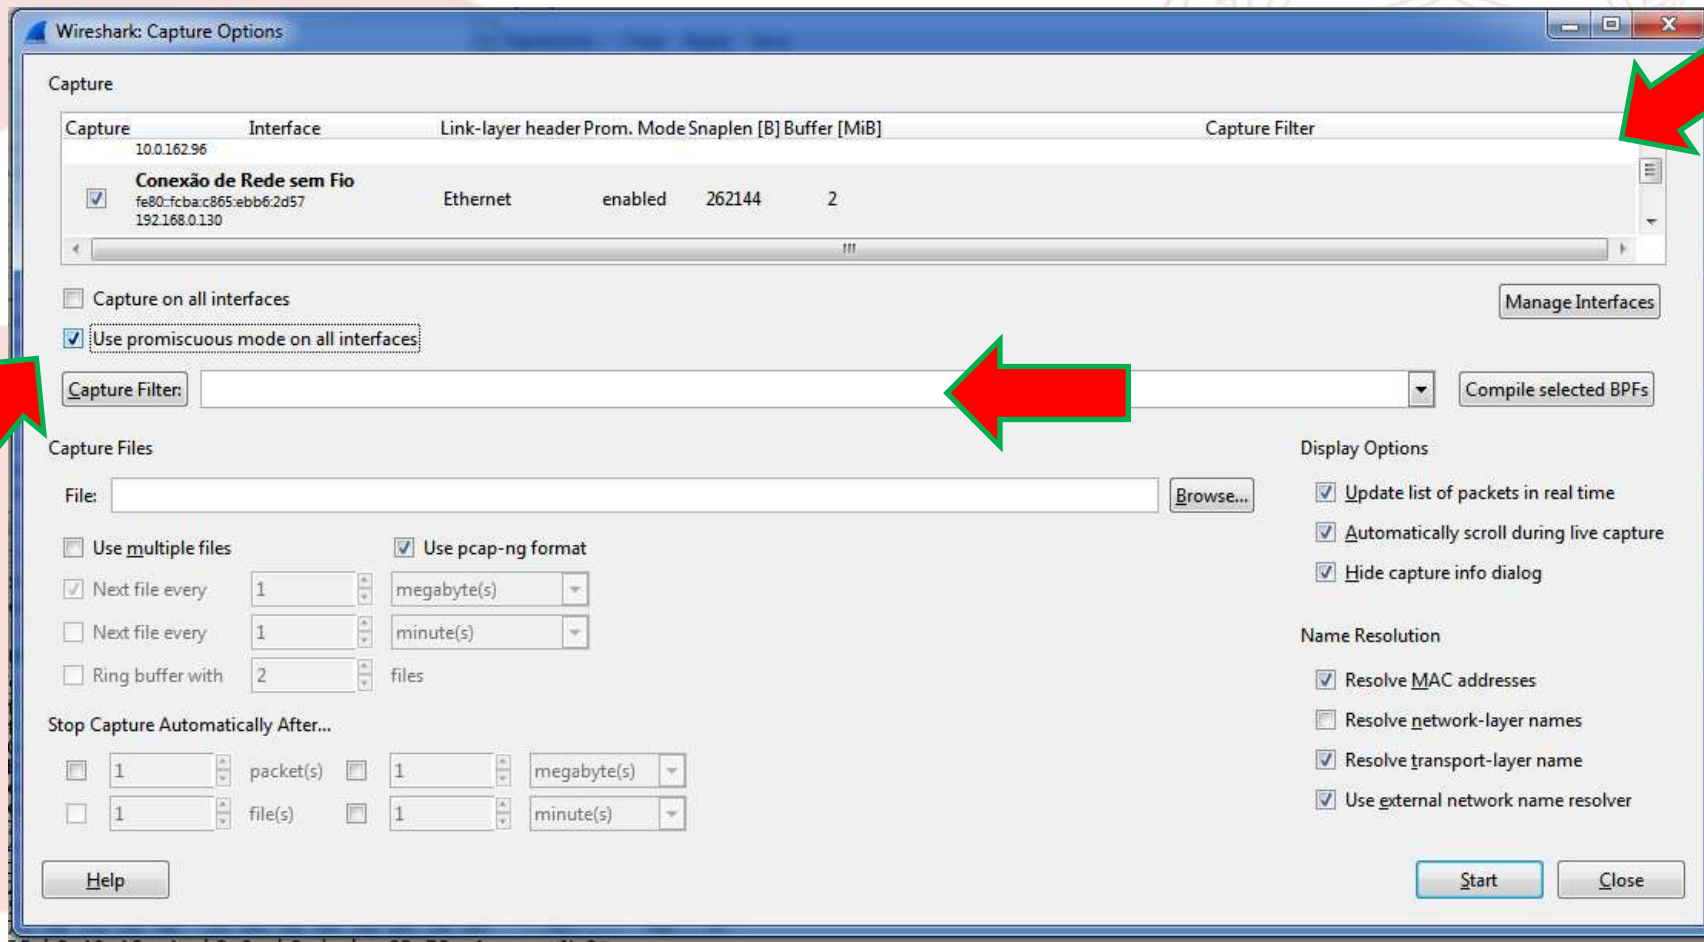 Wireshark: Capture Options
Capture
Capture Interface Link-layer header Prom. Mode Snaplen [B] Buffer [MiB] Capture Filter
10.0.162.96
Conexão de Rede sem Fio
fe80::fcba:c865:ebb6:2d57 Ethernet enabled 262144 2
192.168.0.130
Capture on all interfaces Manage Interfaces
Use promiscuous mode on all interfaces
Capture Filter: Compile selected BPFs
Capture Files Display Options
File: Browse... Update list of packets in real time
Automatically scroll during live capture
Use multiple files Use pcap-ng format
Hide capture info dialog
Next file every 1 megabyte(s)
Next file every 1 minute(s) Name Resolution
Ring buffer with 2 files Resolve MAC addresses
Stop Capture Automatically After... Resolve network-layer names
1 packet(s) 1 megabyte(s) Resolve transport-layer name
1 file(s) 1 minute(s) Use external network name resolver
Help Start Close